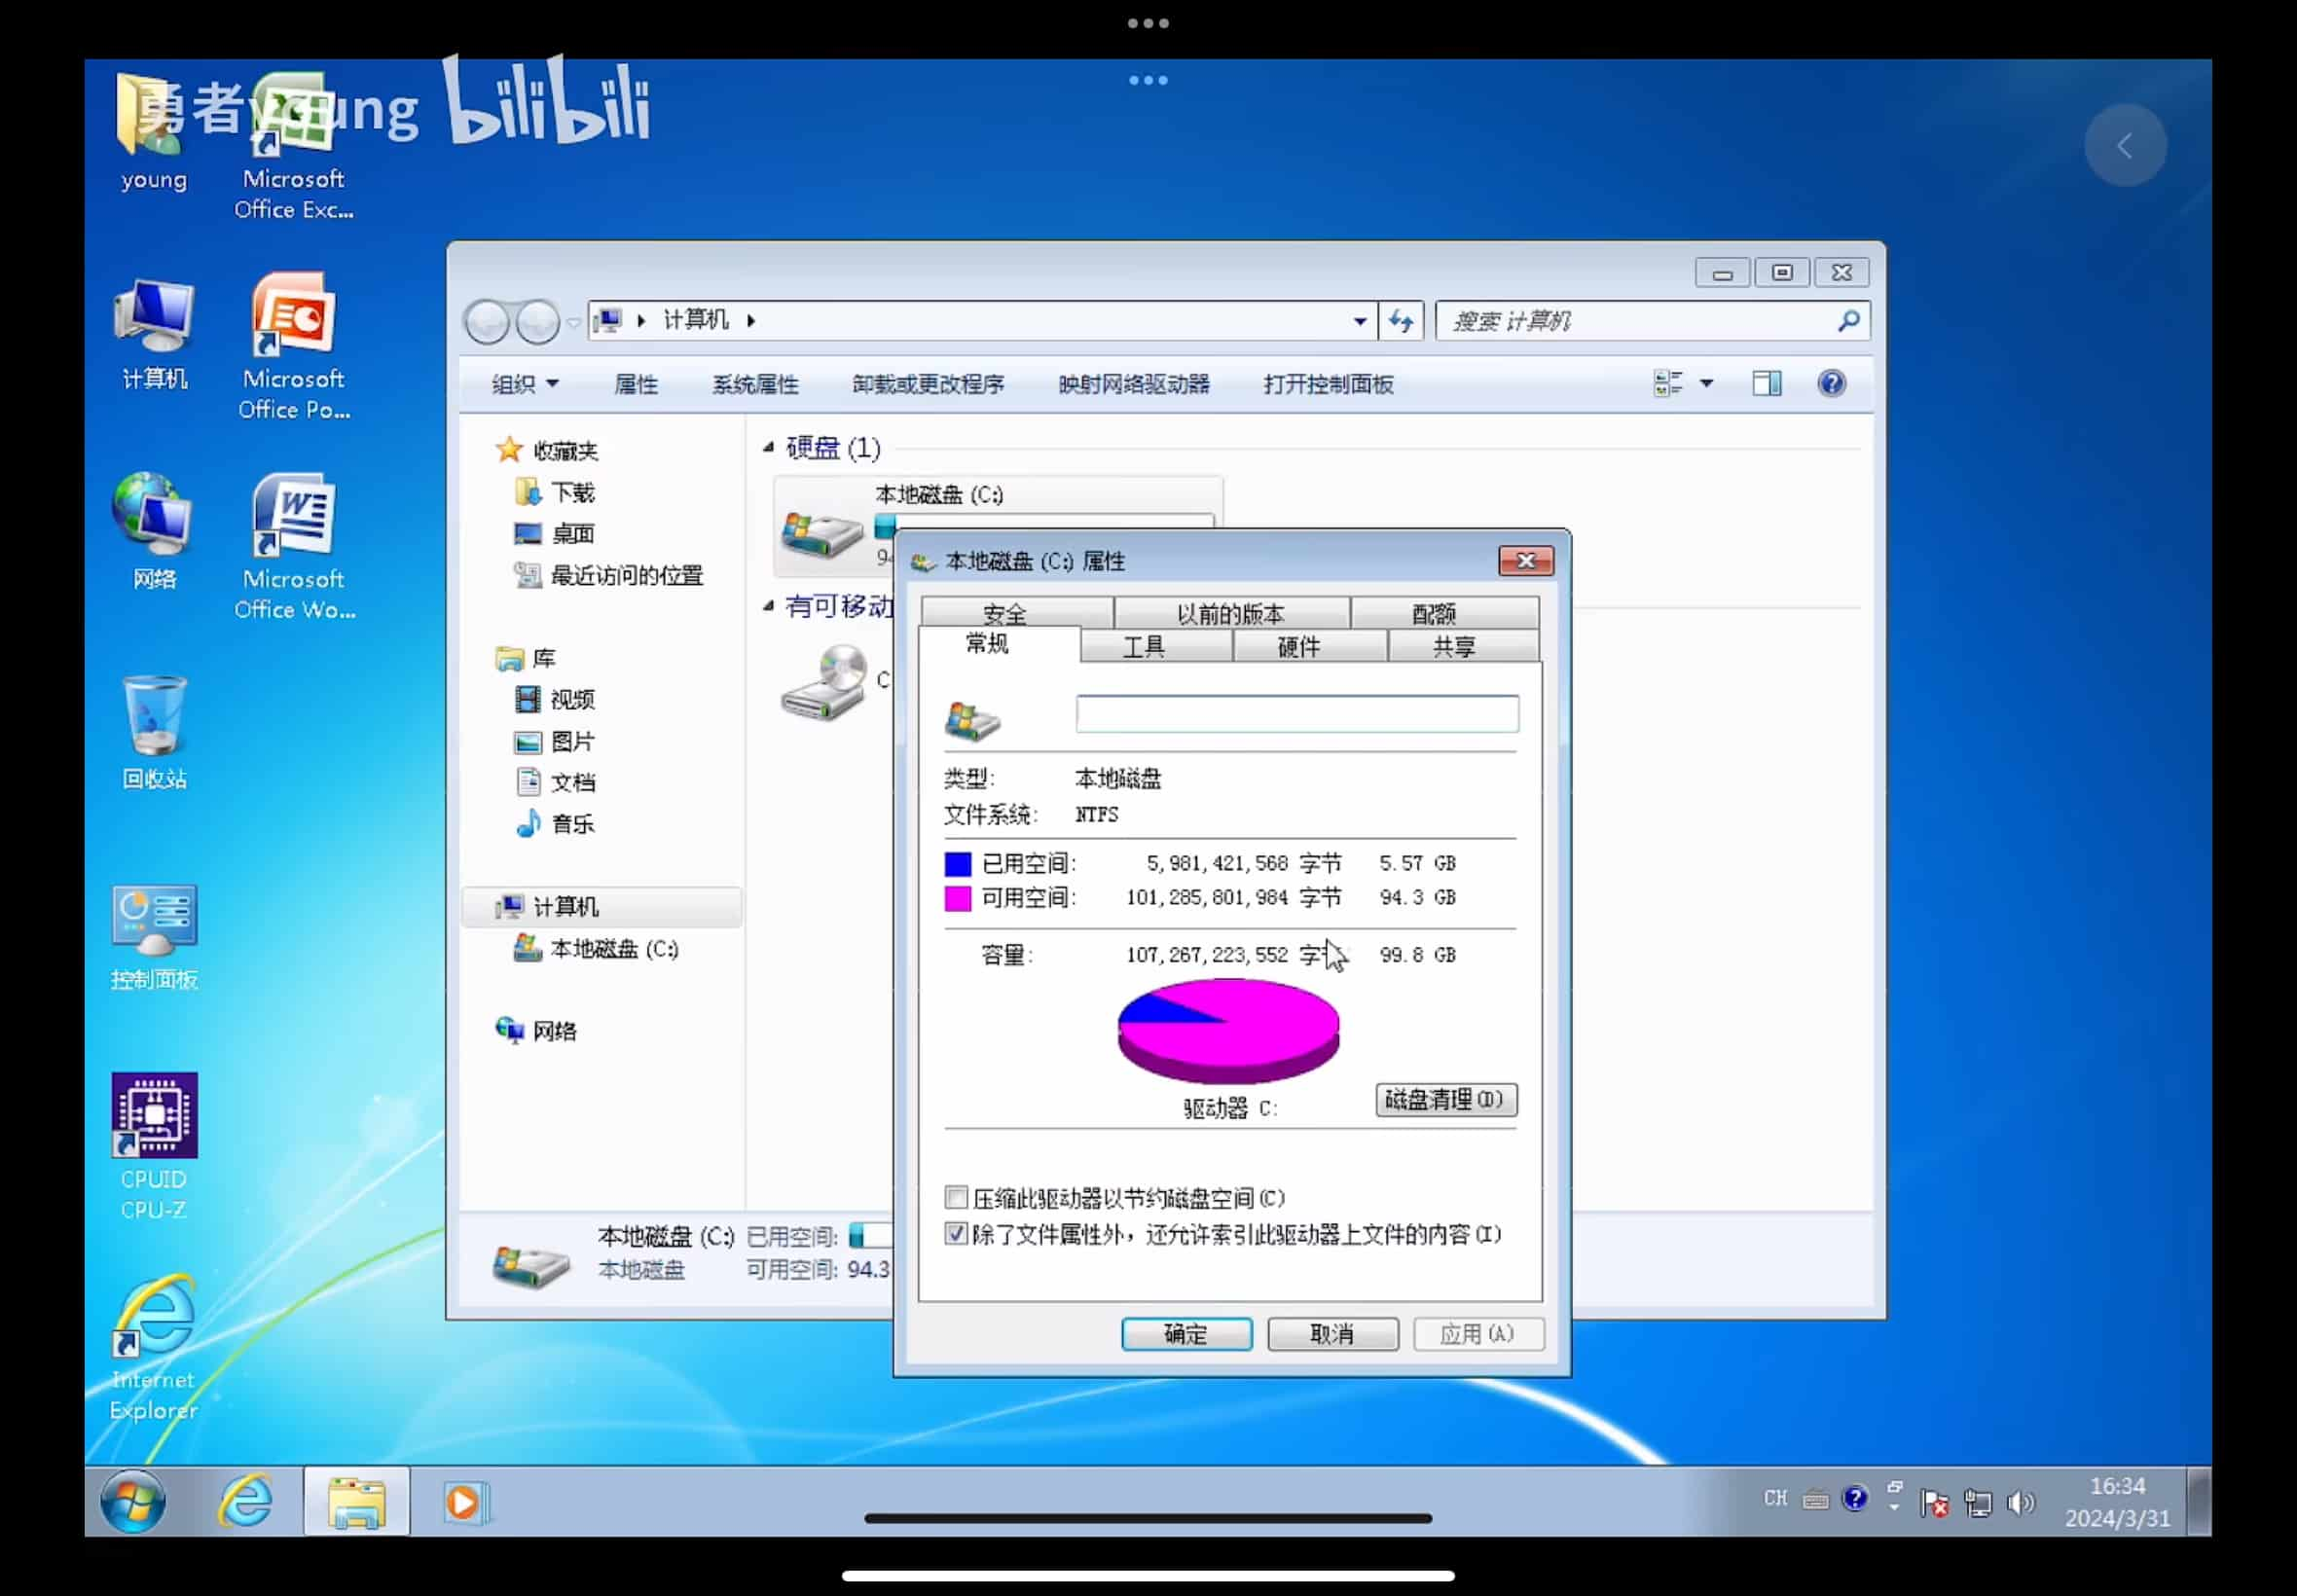 勇者young bilibili
young
Microsoft
Office Exc...
计算机
Microsoft
Office Po...
网络
Microsoft
Office Wo...
回收站
控制面板
CPUID
CPU-Z
Internet
Explorer
计算机
搜索 计算机
组织 属性 系统属性 卸载或更改程序 映射网络驱动器 打开控制面板
收藏夹
下载
桌面
最近访问的位置
库
视频
图片
文档
音乐
计算机
本地磁盘 (C:)
网络
硬盘 (1)
本地磁盘 (C:)
有可移动
本地磁盘 (C:) 已用空间:
本地磁盘 可用空间: 94.3
本地磁盘 (C:) 属性
安全 以前的版本 配额
常规 工具 硬件 共享
类型: 本地磁盘
文件系统: NTFS
已用空间: 5,981,421,568 字节 5.57 GB
可用空间: 101,285,801,984 字节 94.3 GB
容量: 107,267,223,552 字节 99.8 GB
驱动器 C:
磁盘清理(D)
压缩此驱动器以节约磁盘空间(C)
除了文件属性外，还允许索引此驱动器上文件的内容(I)
确定 取消 应用(A)
CH
16:34
2024/3/31